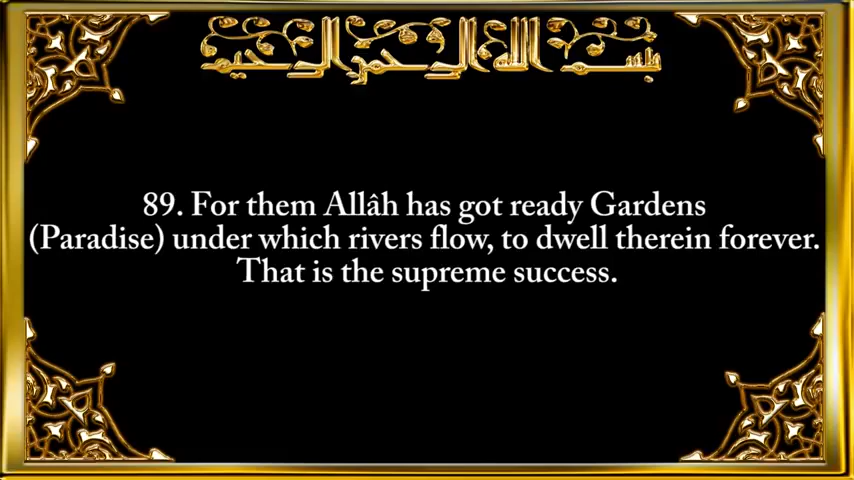 بسم الله الرحمن الرحيم
89. For them Allâh has got ready Gardens
(Paradise) under which rivers flow, to dwell therein forever.
That is the supreme success.